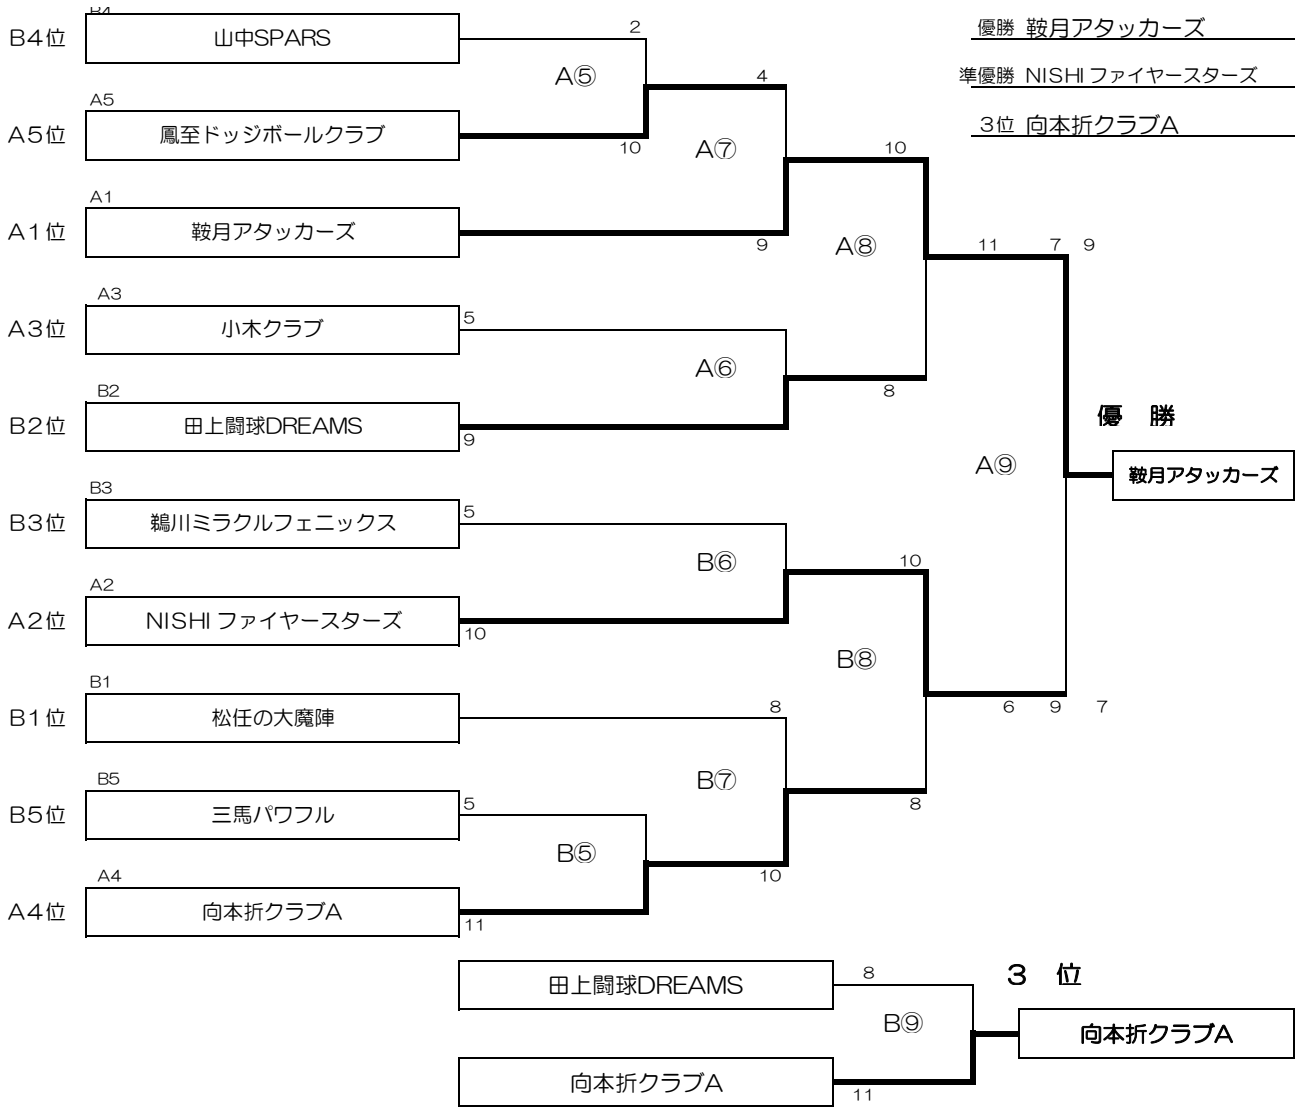 B4
B4位 山中SPARS 2 優勝 鞍月アタッカーズ
A⑤ 4 準優勝 NISHIファイヤースターズ
A5
A5位 鳳至ドッジボールクラブ 3位 向本折クラブA
10 A⑦ 10
A1
A1位 鞍月アタッカーズ
9 A⑧ 11 7 9
A3
A3位 小木クラブ 5
A⑥
B2 8
B2位 田上闘球DREAMS 9 優 勝
A⑨ 鞍月アタッカーズ
B3
B3位 鵜川ミラクルフェニックス 5
B⑥ 10
A2
A2位 NISHIファイヤースターズ 10
B⑧
B1
B1位 松任の大魔陣 8 6 9 7
B⑦
B5
B5位 三馬パワフル 5 8
B⑤
A4 10
A4位 向本折クラブA 11
田上闘球DREAMS 8 3 位
B⑨ 向本折クラブA
向本折クラブA 11